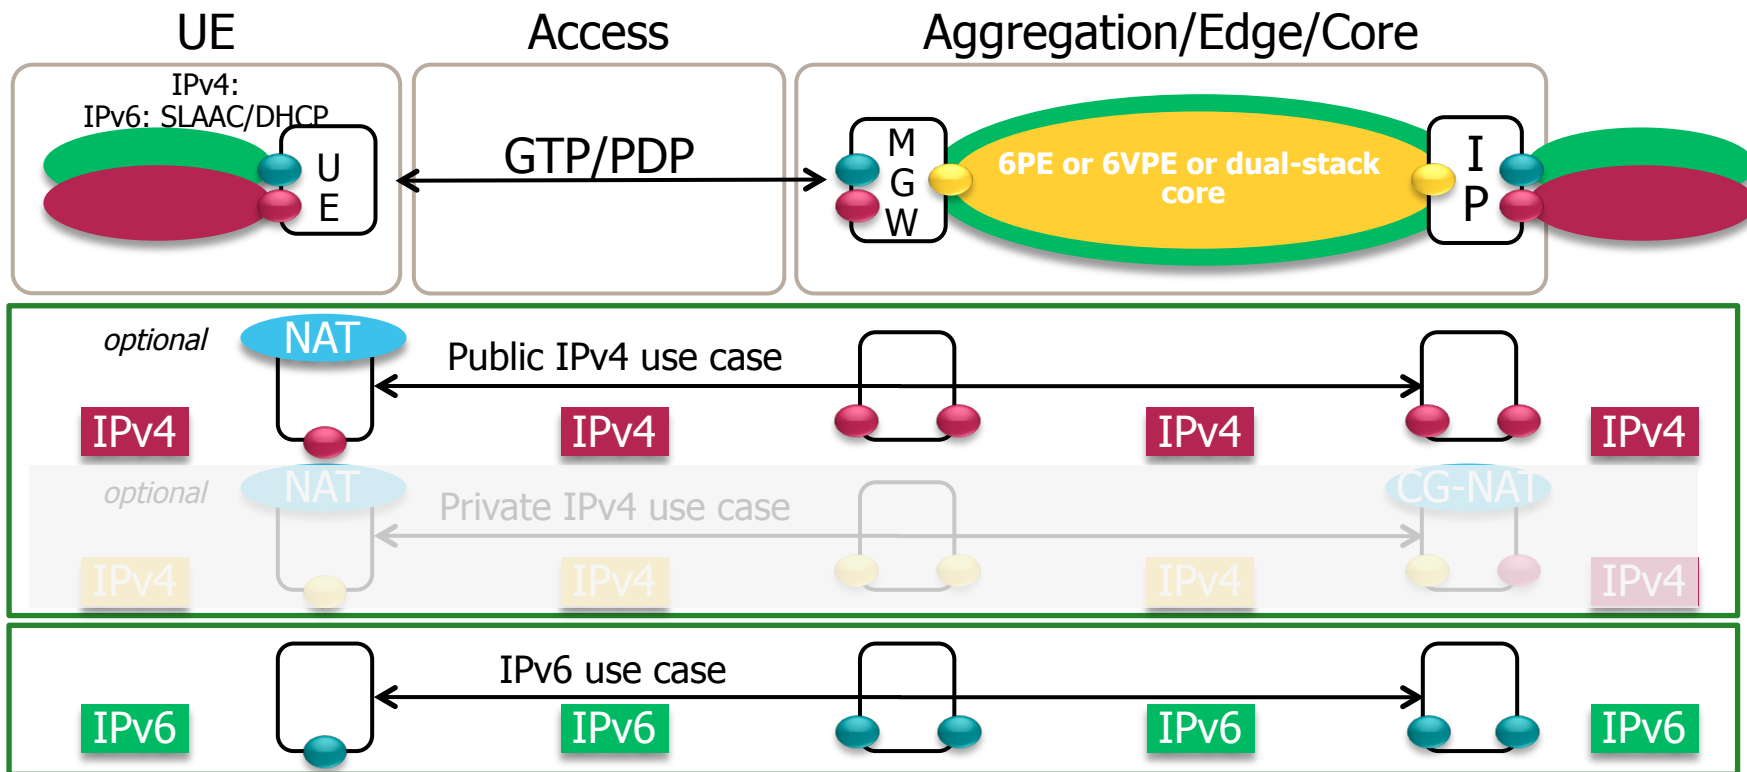 UE
Access
Aggregation/Edge/Core
IPv4:
IPv6: SLAAC/DHCP
U
E
GTP/PDP
M
G
W
6PE or 6VPE or dual-stack
core
I
P
optional
NAT
Public IPv4 use case
IPv4
IPv4
IPv4
IPv4
optional
NAT
Private IPv4 use case
CG-NAT
IPv4
IPv4
IPv4
IPv4
IPv6 use case
IPv6
IPv6
IPv6
IPv6